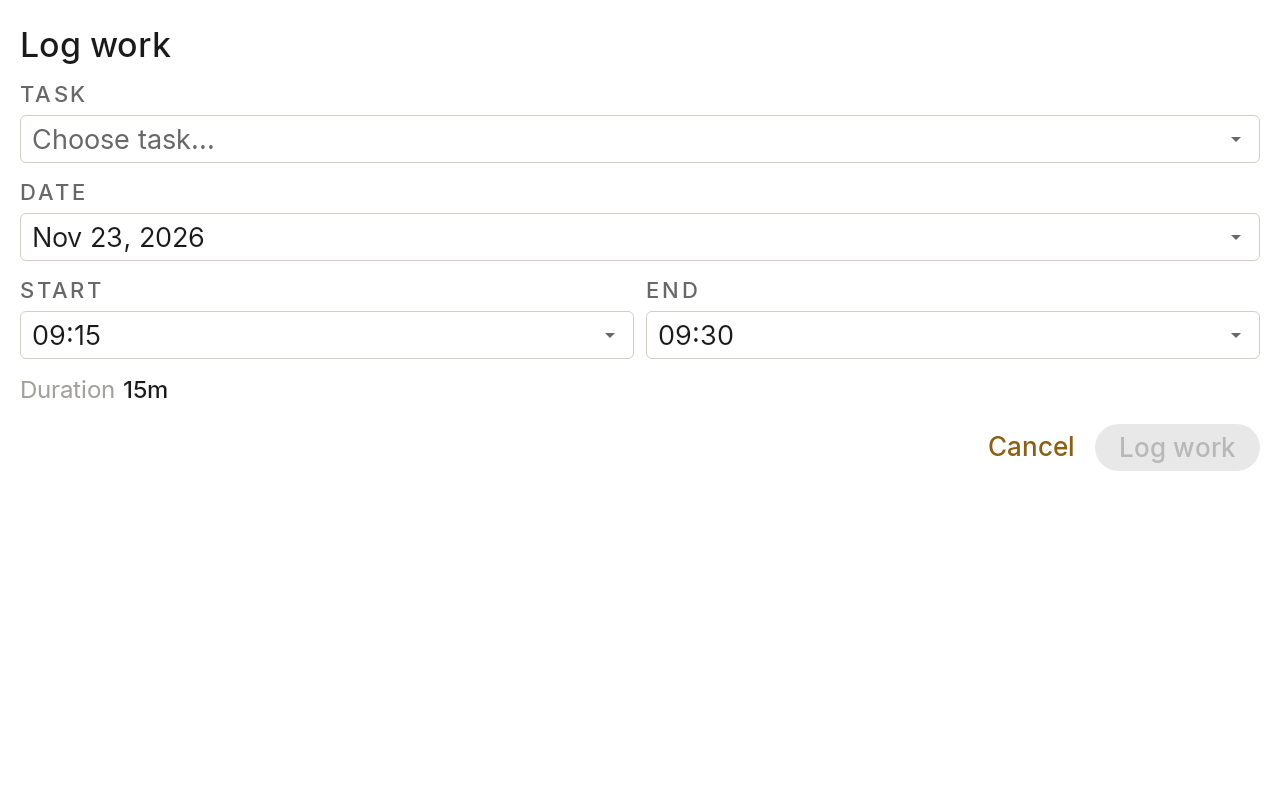 Log work
TASK
Choose task...
DATE
Nov 23, 2026
START
END
09:15
09:30
Duration 15m
Cancel
Log work